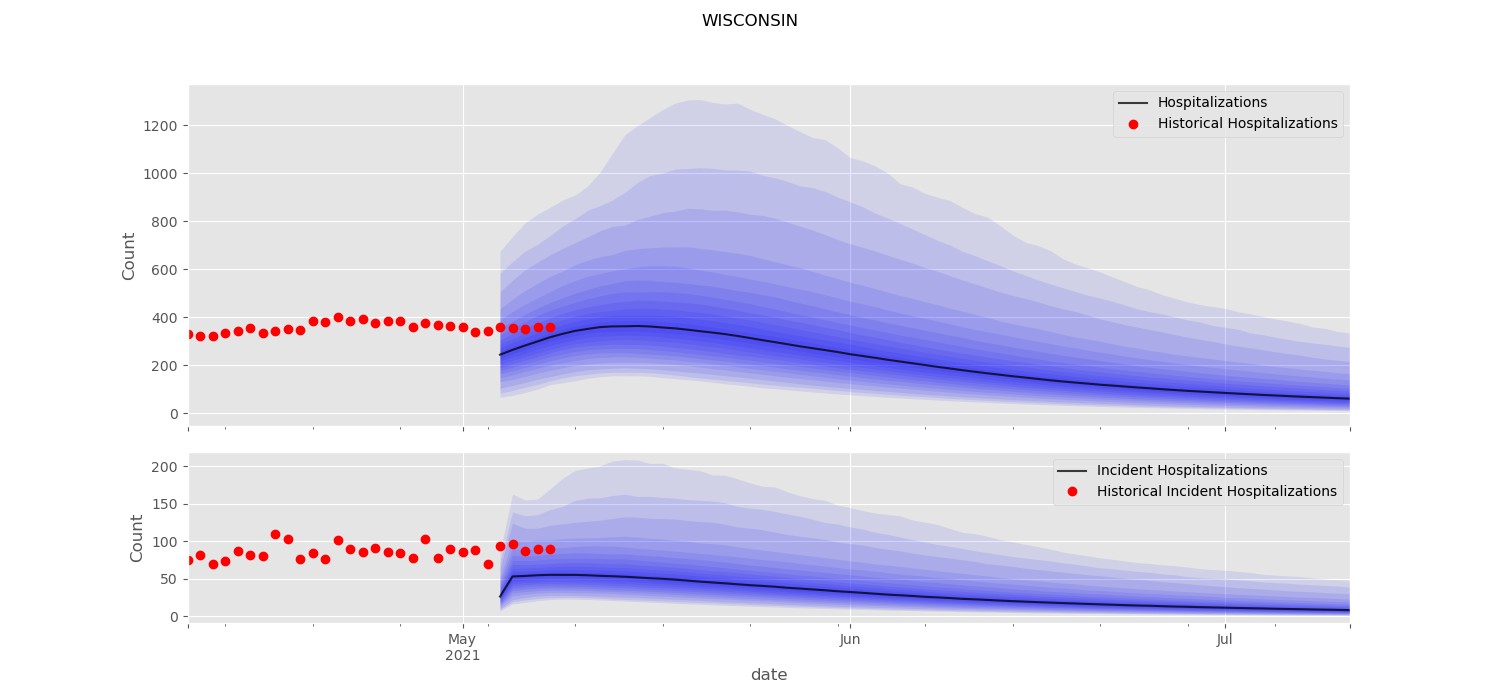 WISCONSIN
Hospitalizations
Historical Hospitalizations
1200
1000
800
600
400
200
0
Count
Incident Hospitalizations
Historical Incident Hospitalizations
200
150
100
50
0
Count
May
2021
Jun
Jul
date